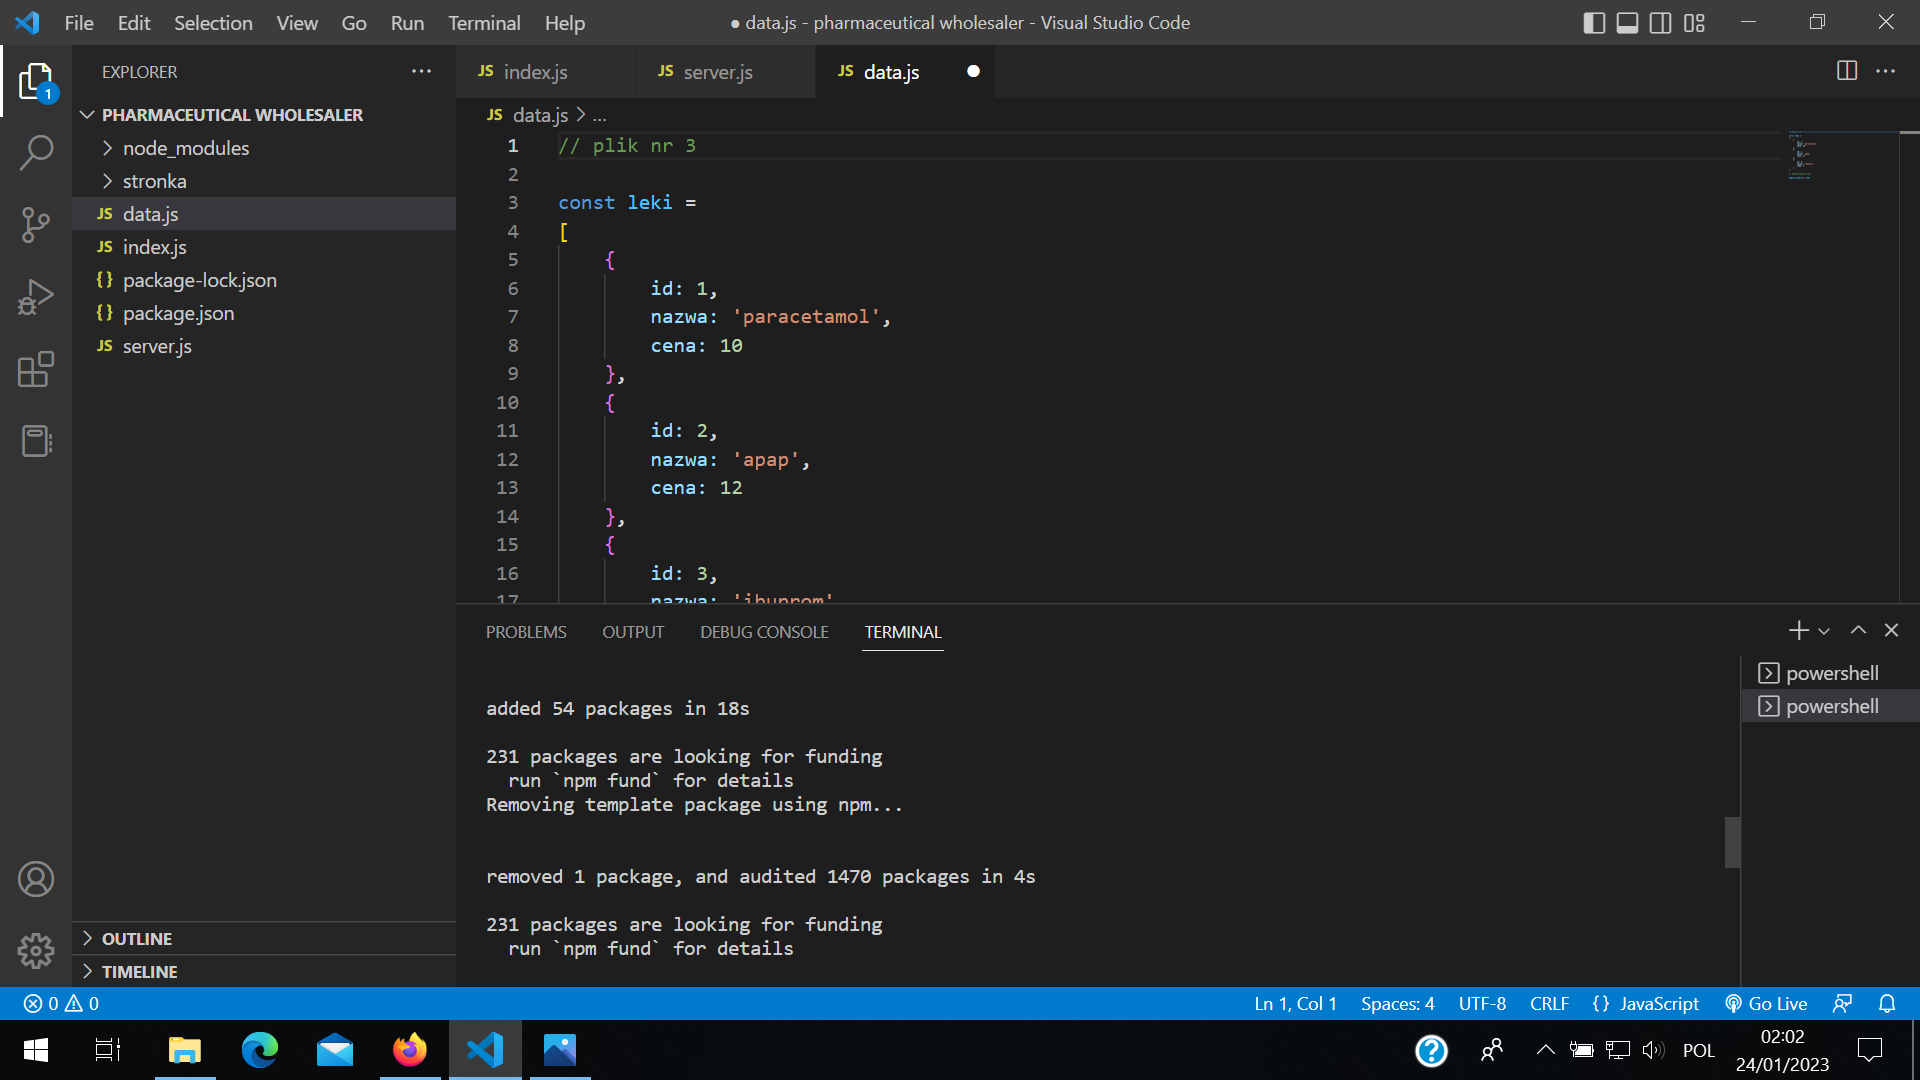 File Edit Selection View Go Run Terminal Help
● data.js - pharmaceutical wholesaler - Visual Studio Code
EXPLORER
1
PHARMACEUTICAL WHOLESALER
node_modules
stronka
JS data.js
JS index.js
{} package-lock.json
{} package.json
JS server.js
OUTLINE
TIMELINE
JS index.js
JS server.js
JS data.js
JS data.js > ...
1 // plik nr 3
2
3 const leki =
4 [
5 {
6 id: 1,
7 nazwa: 'paracetamol',
8 cena: 10
9 },
10 {
11 id: 2,
12 nazwa: 'apap',
13 cena: 12
14 },
15 {
16 id: 3,
17 nazwa: 'ibuprom'
PROBLEMS OUTPUT DEBUG CONSOLE TERMINAL
added 54 packages in 18s
231 packages are looking for funding
run `npm fund` for details
Removing template package using npm...
removed 1 package, and audited 1470 packages in 4s
231 packages are looking for funding
run `npm fund` for details
powershell
powershell
0 0
Ln 1, Col 1 Spaces: 4 UTF-8 CRLF {} JavaScript Go Live
POL
02:02
24/01/2023